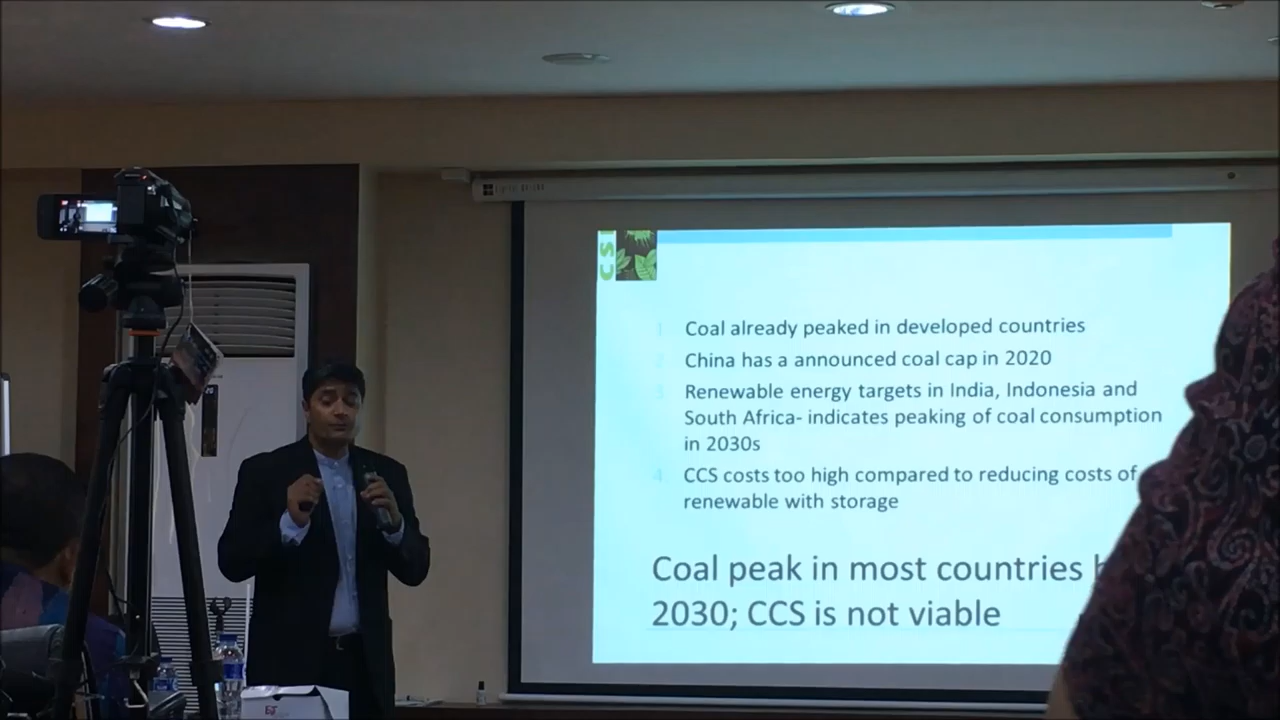 CSE
1 Coal already peaked in developed countries
2 China has a announced coal cap in 2020
3 Renewable energy targets in India, Indonesia and
South Africa- indicates peaking of coal consumption
in 2030s
4 CCS costs too high compared to reducing costs of
renewable with storage
Coal peak in most countries
2030; CCS is not viable